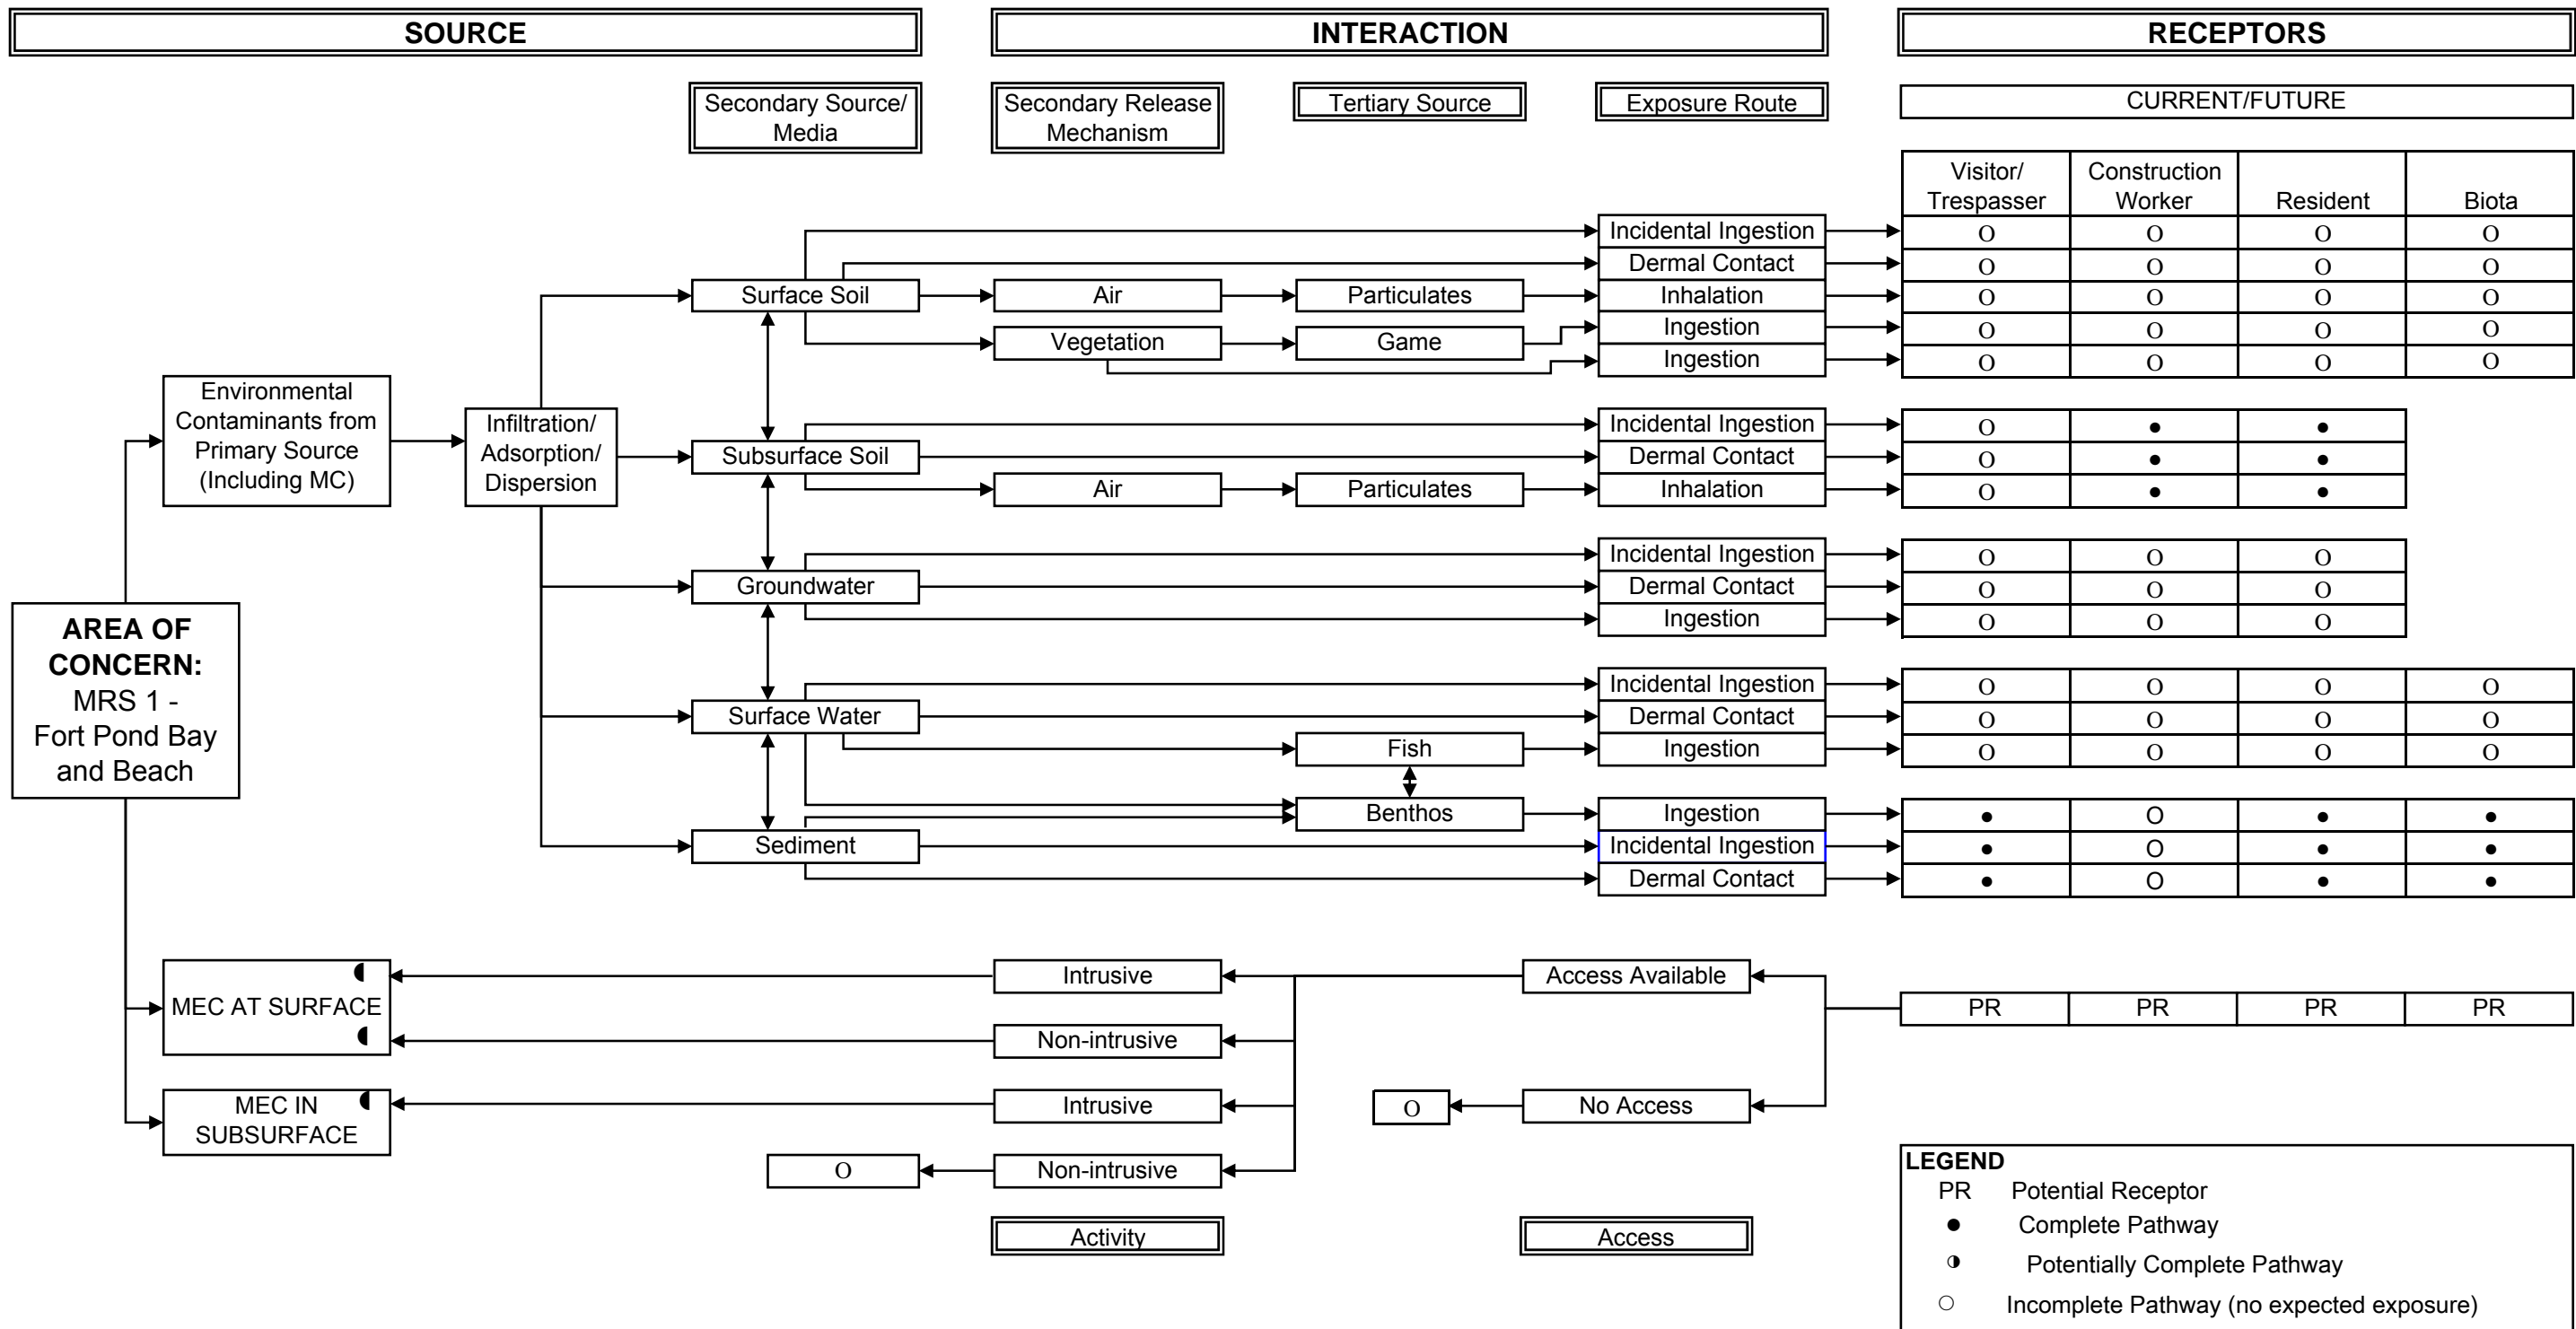 SOURCE
INTERACTION
RECEPTORS
Secondary Source/
Media
Secondary Release
Mechanism
Tertiary Source
Exposure Route
CURRENT/FUTURE
Visitor/
Trespasser
Construction
Worker
Resident
Biota
Incidental Ingestion
O O O O
Dermal Contact
O O O O
Surface Soil
Air
Particulates
Inhalation
O O O O
Vegetation
Game
Ingestion
O O O O
Ingestion
O O O O
Environmental
Contaminants from
Primary Source
(Including MC)
Infiltration/
Adsorption/
Dispersion
Incidental Ingestion
O ● ●
Subsurface Soil
Dermal Contact
O ● ●
Air
Particulates
Inhalation
O ● ●
Incidental Ingestion
O O O
Groundwater
Dermal Contact
O O O
Ingestion
O O O
AREA OF
CONCERN:
MRS 1 -
Fort Pond Bay
and Beach
Incidental Ingestion
O O O O
Surface Water
Dermal Contact
O O O O
Fish
Ingestion
O O O O
Benthos
Ingestion
● O ● ●
Sediment
Incidental Ingestion
● O ● ●
Dermal Contact
● O ● ●
MEC AT SURFACE
Intrusive
Access Available
PR PR PR PR
Non-intrusive
MEC IN
SUBSURFACE
Intrusive
O
No Access
O
Non-intrusive
Activity
Access
LEGEND
PR Potential Receptor
● Complete Pathway
◑ Potentially Complete Pathway
○ Incomplete Pathway (no expected exposure)